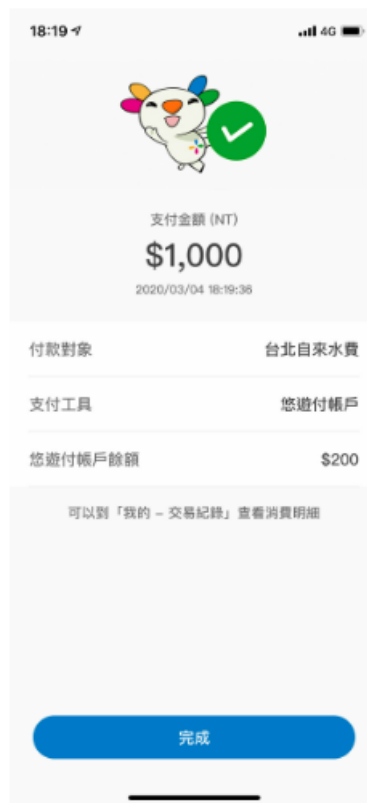 18:19
4G
支付金額 (NT)
$1,000
2020/03/04 18:19:36
付款對象 台北自來水費
支付工具 悠遊付帳戶
悠遊付帳戶餘額 $200
可以到「我的 – 交易紀錄」查看消費明細
完成